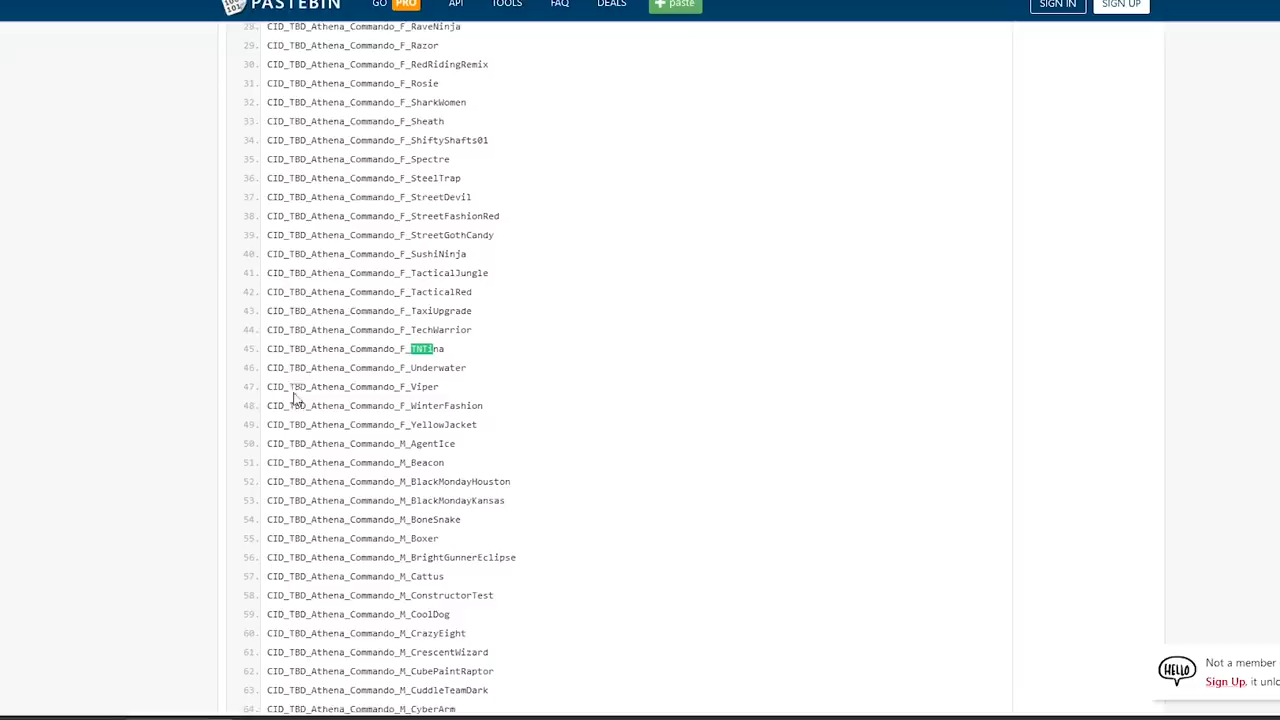 PASTEBIN GO PRO API TOOLS FAQ DEALS + paste SIGN IN SIGN UP
28. CID_TBD_Athena_Commando_F_RaveNinja
29. CID_TBD_Athena_Commando_F_Razor
30. CID_TBD_Athena_Commando_F_RedRidingRemix
31. CID_TBD_Athena_Commando_F_Rosie
32. CID_TBD_Athena_Commando_F_SharkWomen
33. CID_TBD_Athena_Commando_F_Sheath
34. CID_TBD_Athena_Commando_F_ShiftyShafts01
35. CID_TBD_Athena_Commando_F_Spectre
36. CID_TBD_Athena_Commando_F_SteelTrap
37. CID_TBD_Athena_Commando_F_StreetDevil
38. CID_TBD_Athena_Commando_F_StreetFashionRed
39. CID_TBD_Athena_Commando_F_StreetGothCandy
40. CID_TBD_Athena_Commando_F_SushiNinja
41. CID_TBD_Athena_Commando_F_TacticalJungle
42. CID_TBD_Athena_Commando_F_TacticalRed
43. CID_TBD_Athena_Commando_F_TaxiUpgrade
44. CID_TBD_Athena_Commando_F_TechWarrior
45. CID_TBD_Athena_Commando_F_TNTina
46. CID_TBD_Athena_Commando_F_Underwater
47. CID_TBD_Athena_Commando_F_Viper
48. CID_TBD_Athena_Commando_F_WinterFashion
49. CID_TBD_Athena_Commando_F_YellowJacket
50. CID_TBD_Athena_Commando_M_AgentIce
51. CID_TBD_Athena_Commando_M_Beacon
52. CID_TBD_Athena_Commando_M_BlackMondayHouston
53. CID_TBD_Athena_Commando_M_BlackMondayKansas
54. CID_TBD_Athena_Commando_M_BoneSnake
55. CID_TBD_Athena_Commando_M_Boxer
56. CID_TBD_Athena_Commando_M_BrightGunnerEclipse
57. CID_TBD_Athena_Commando_M_Cattus
58. CID_TBD_Athena_Commando_M_ConstructorTest
59. CID_TBD_Athena_Commando_M_CoolDog
60. CID_TBD_Athena_Commando_M_CrazyEight
61. CID_TBD_Athena_Commando_M_CrescentWizard
62. CID_TBD_Athena_Commando_M_CubePaintRaptor
63. CID_TBD_Athena_Commando_M_CuddleTeamDark
64. CID_TBD_Athena_Commando_M_CyberArm
HELLO
Not a member
Sign Up, it unlo